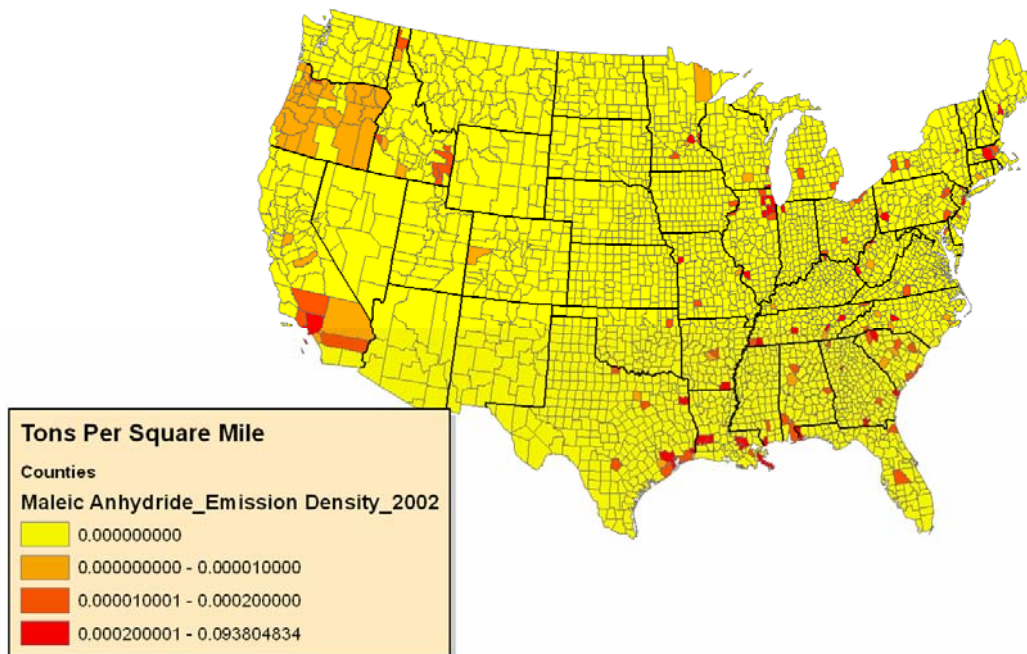 Tons Per Square Mile
Counties
Maleic Anhydride_Emission Density_2002
0.000000000
0.000000000 - 0.000010000
0.000010001 - 0.000200000
0.000200001 - 0.093804834